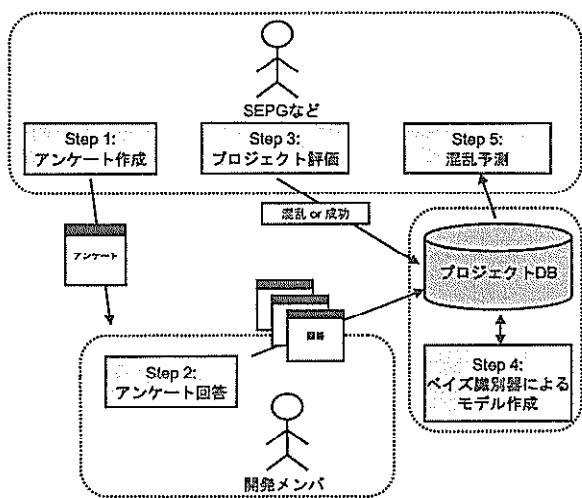 SEPGなど
Step 1:
アンケート作成
Step 3:
プロジェクト評価
Step 5:
混乱予測
混乱 or 成功
アンケート
プロジェクトDB
回答
Step 2:
アンケート回答
Step 4:
ベイズ識別器による
モデル作成
開発メンバ